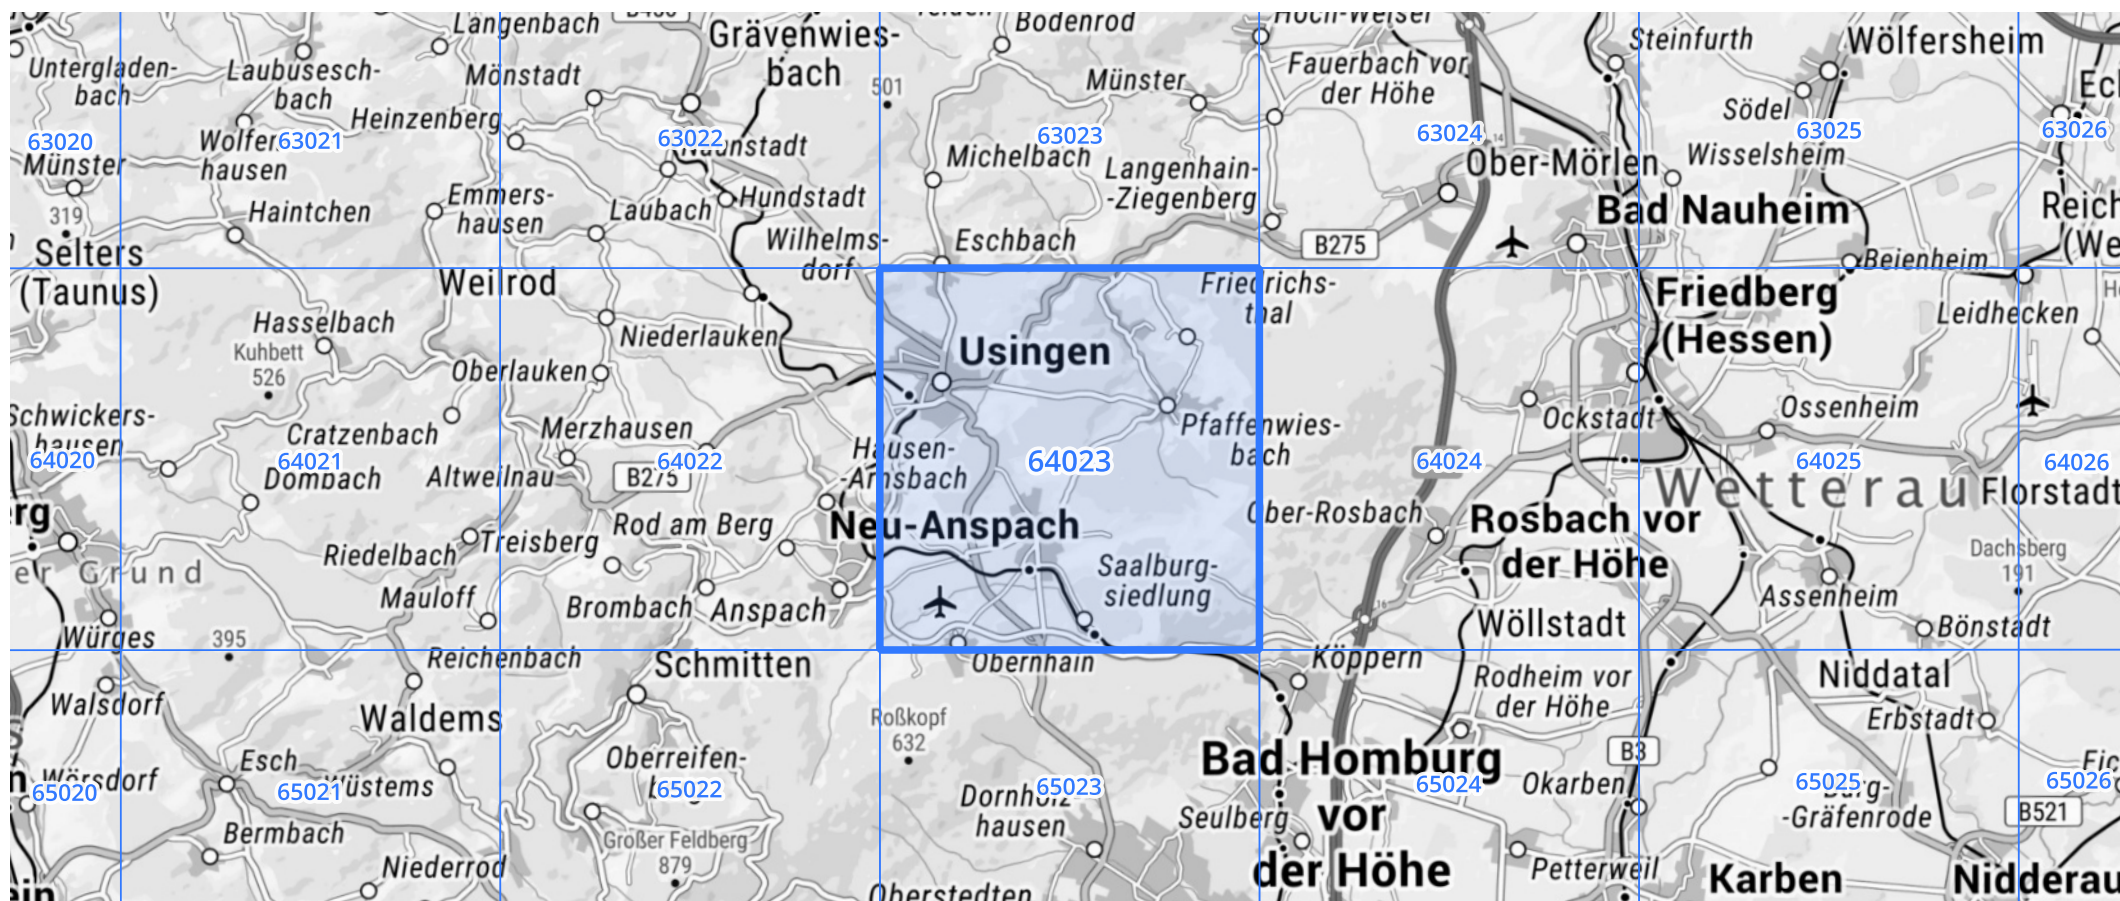 Langenbach
Grävenwies-
bach
Bodenrod
Steinfurth
Wölfersheim
Untergladen-
bach
Laubusesch-
bach
Mönstadt
501
Münster
Fauerbach vor
der Höhe
Södel
Heinzenberg
63020
63021
63022
63023
63024
14
63025
63026
Münster
hausen
Michelbach
Langenhain-
-Ziegenberg
Ober-Mörlen
Wisselsheim
319
Haintchen
Emmers-
hausen
Laubach
Hundstadt
Bad Nauheim
Selters
(Taunus)
Wilhelms-
dorf
Eschbach
B275
Beienheim
Weilrod
Friedrichs-
thal
Friedberg
(Hessen)
Leidhecken
Hasselbach
Kuhbett
526
Niederlauken
Usingen
Oberlauken
Schwickers-
hausen
Cratzenbach
Merzhausen
Hausen-
-Arnsbach
Pfaffenwies-
bach
Ockstadt
Ossenheim
64020
64021
64022
64023
64024
64025
64026
Dombach
Altweilnau
B275
Wetterau
Florstadt
Rod am Berg
Neu-Anspach
Ober-Rosbach
Rosbach vor
der Höhe
Riedelbach
Treisberg
Saalburg-
siedlung
Dachsberg
191
er Grund
Mauloff
Brombach
Anspach
16
Wöllstadt
Assenheim
Würges
395
Bönstadt
Reichenbach
Schmitten
Obernhain
Köppern
Niddatal
Walsdorf
Waldems
Roßkopf
632
Rodheim vor
der Höhe
Erbstadt
Esch
Oberreifen-
Bad Homburg
vor
der Höhe
B3
Wörsdorf
Wüstems
65020
65021
65022
65023
65024
65025
65026
Okarben
Dornholz-
hausen
Seulberg
-Gräfenrode
B521
Bermbach
Großer Feldberg
879
Niederrod
Petterweil
Karben
Nidderau
Oberstedten